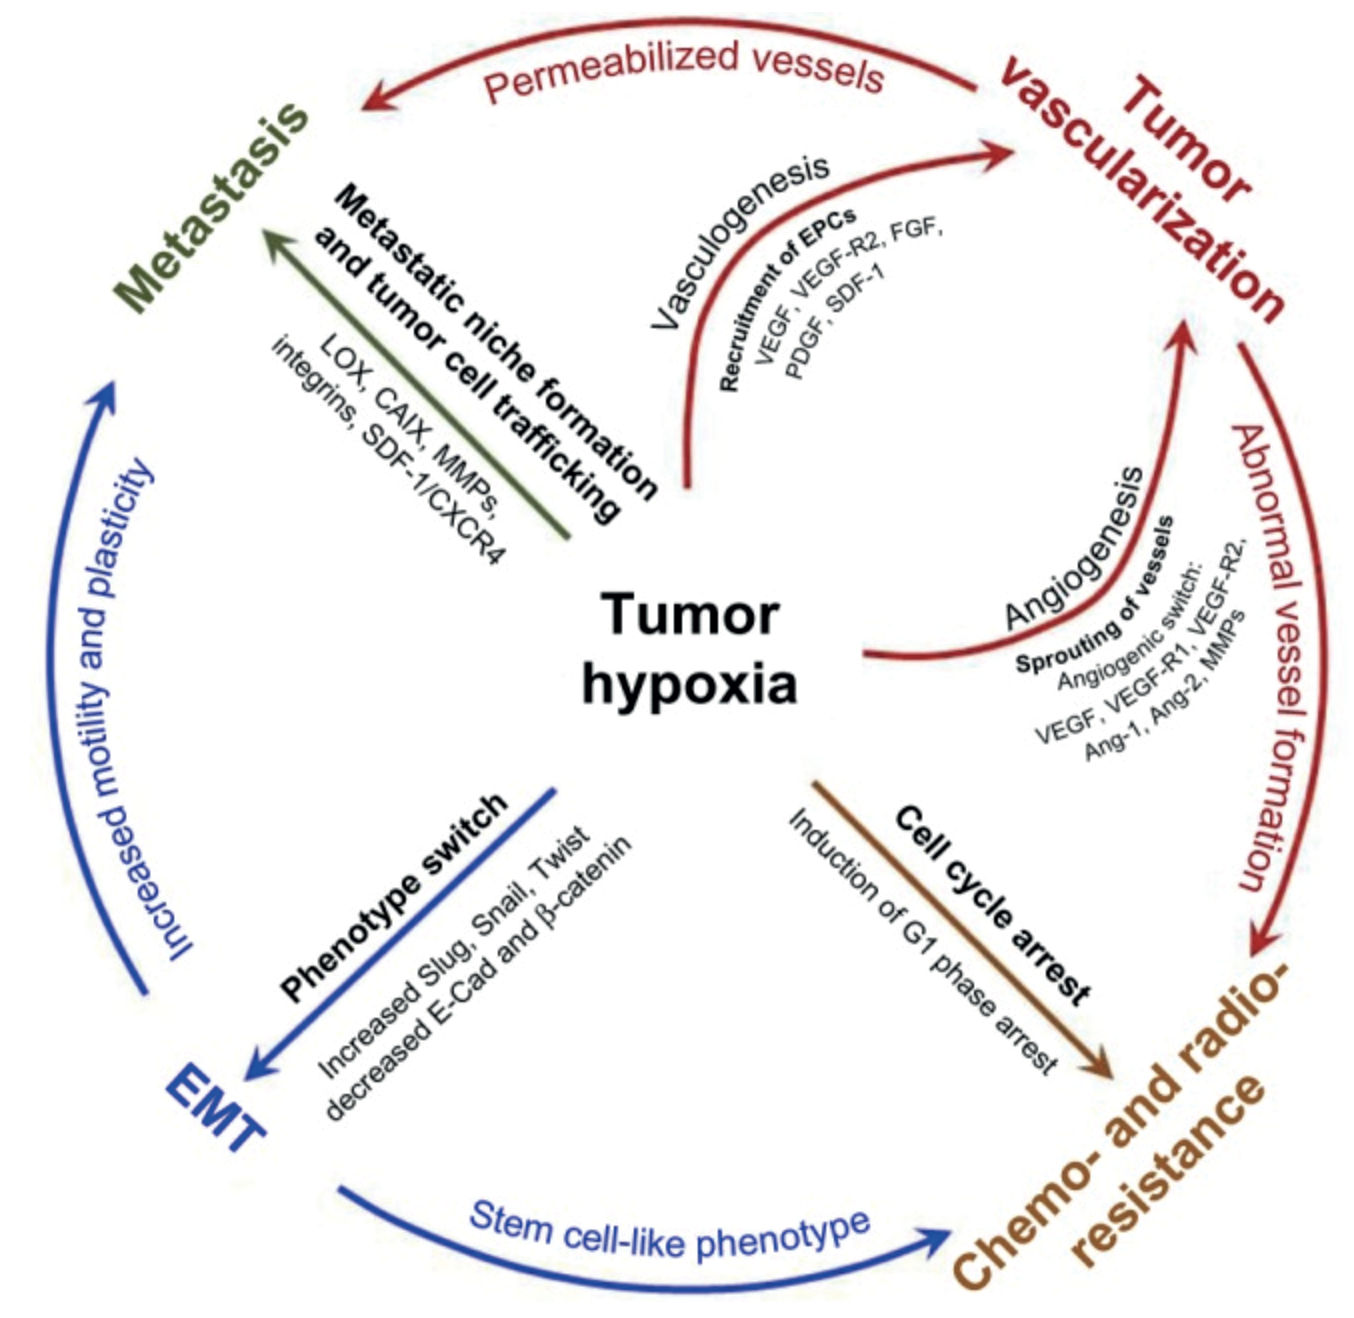 Permeabilized vessels
Tumor
vascularization
Metastasis
Metastatic niche formation
and tumor cell trafficking
LOX, CAIX, MMPs,
integrins, SDF-1/CXCR4
Vasculogenesis
Recruitment of EPCs
VEGF, VEGF-R2, FGF,
PDGF, SDF-1
Tumor
hypoxia
Angiogenesis
Sprouting of vessels
Angiogenic switch:
VEGF, VEGF-R1, VEGF-R2,
Ang-1, Ang-2, MMPs
Abnormal vessel formation
Increased motility and plasticity
Phenotype switch
Increased Slug, Snail, Twist
decreased E-Cad and β-catenin
Cell cycle arrest
Induction of G1 phase arrest
EMT
Stem cell-like phenotype
Chemo- and radio-
resistance